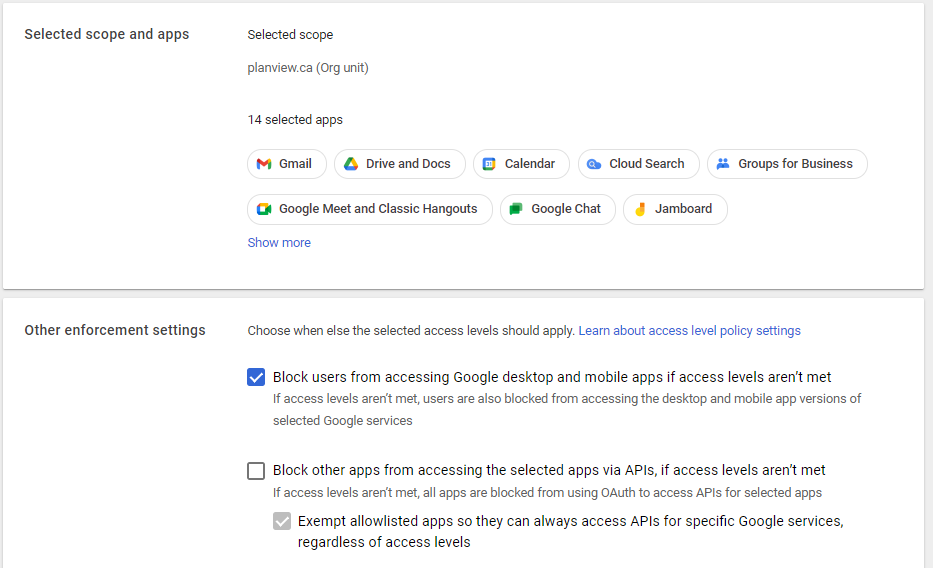 Selected scope and apps
Selected scope
planview.ca (Org unit)
14 selected apps
Gmail
Drive and Docs
Calendar
Cloud Search
Groups for Business
Google Meet and Classic Hangouts
Google Chat
Jamboard
Show more
Other enforcement settings
Choose when else the selected access levels should apply. Learn about access level policy settings
Block users from accessing Google desktop and mobile apps if access levels aren't met
If access levels aren't met, users are also blocked from accessing the desktop and mobile app versions of
selected Google services
Block other apps from accessing the selected apps via APIs, if access levels aren't met
If access levels aren't met, all apps are blocked from using OAuth to access APIs for selected apps
Exempt allowlisted apps so they can always access APIs for specific Google services,
regardless of access levels